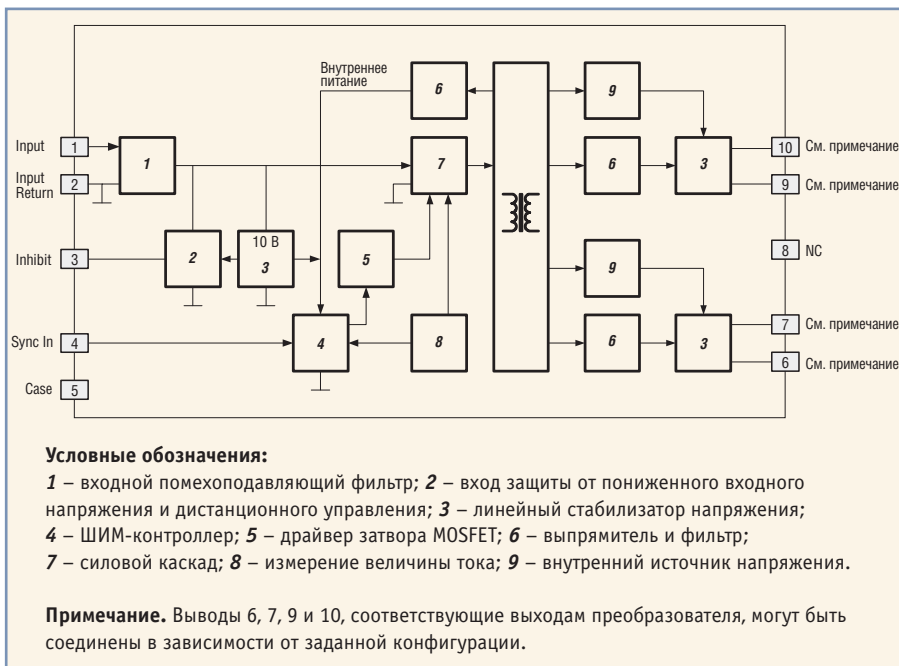 Внутреннее
питание
6
9
Input
1
1
7
6
3
10
См. примечание
Input
Return
2
9
См. примечание
Inhibit
3
2
10 В
3
5
9
8
NC
Sync In
4
4
8
6
3
7
См. примечание
6
См. примечание
Case
5
Условные обозначения:
1 – входной помехоподавляющий фильтр; 2 – вход защиты от пониженного входного
напряжения и дистанционного управления; 3 – линейный стабилизатор напряжения;
4 – ШИМ-контроллер; 5 – драйвер затвора MOSFET; 6 – выпрямитель и фильтр;
7 – силовой каскад; 8 – измерение величины тока; 9 – внутренний источник напряжения.
Примечание. Выводы 6, 7, 9 и 10, соответствующие выходам преобразователя, могут быть
соединены в зависимости от заданной конфигурации.